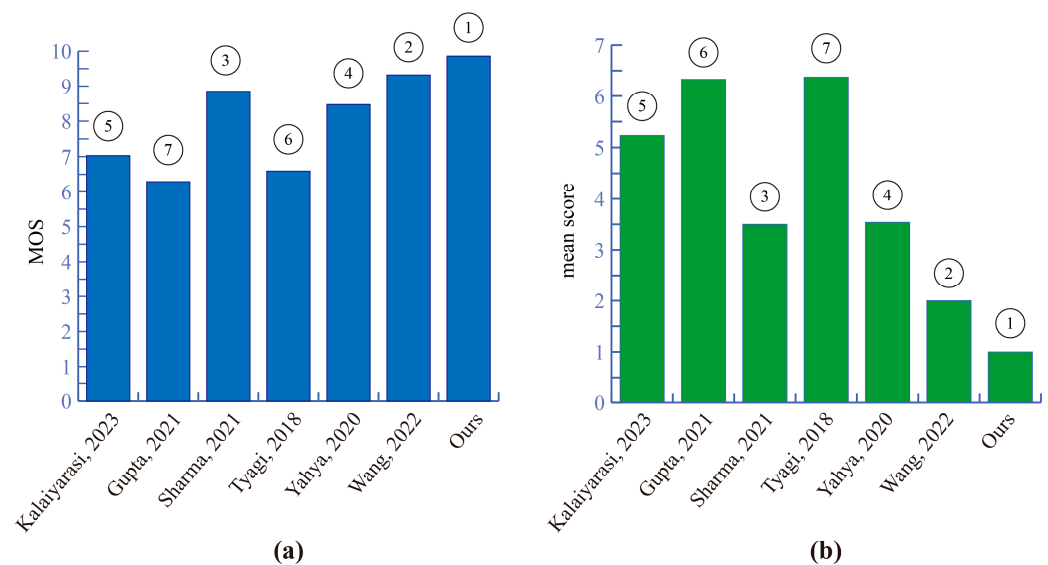 MOS
10
9
8
7
6
5
4
3
2
1
0
5
7
3
6
4
2
1
Kalaiyarasi, 2023
Gupta, 2021
Sharma, 2021
Tyagi, 2018
Yahya, 2020
Wang, 2022
Ours
(a)
mean score
7
6
5
4
3
2
1
0
5
6
3
7
4
2
1
Kalaiyarasi, 2023
Gupta, 2021
Sharma, 2021
Tyagi, 2018
Yahya, 2020
Wang, 2022
Ours
(b)